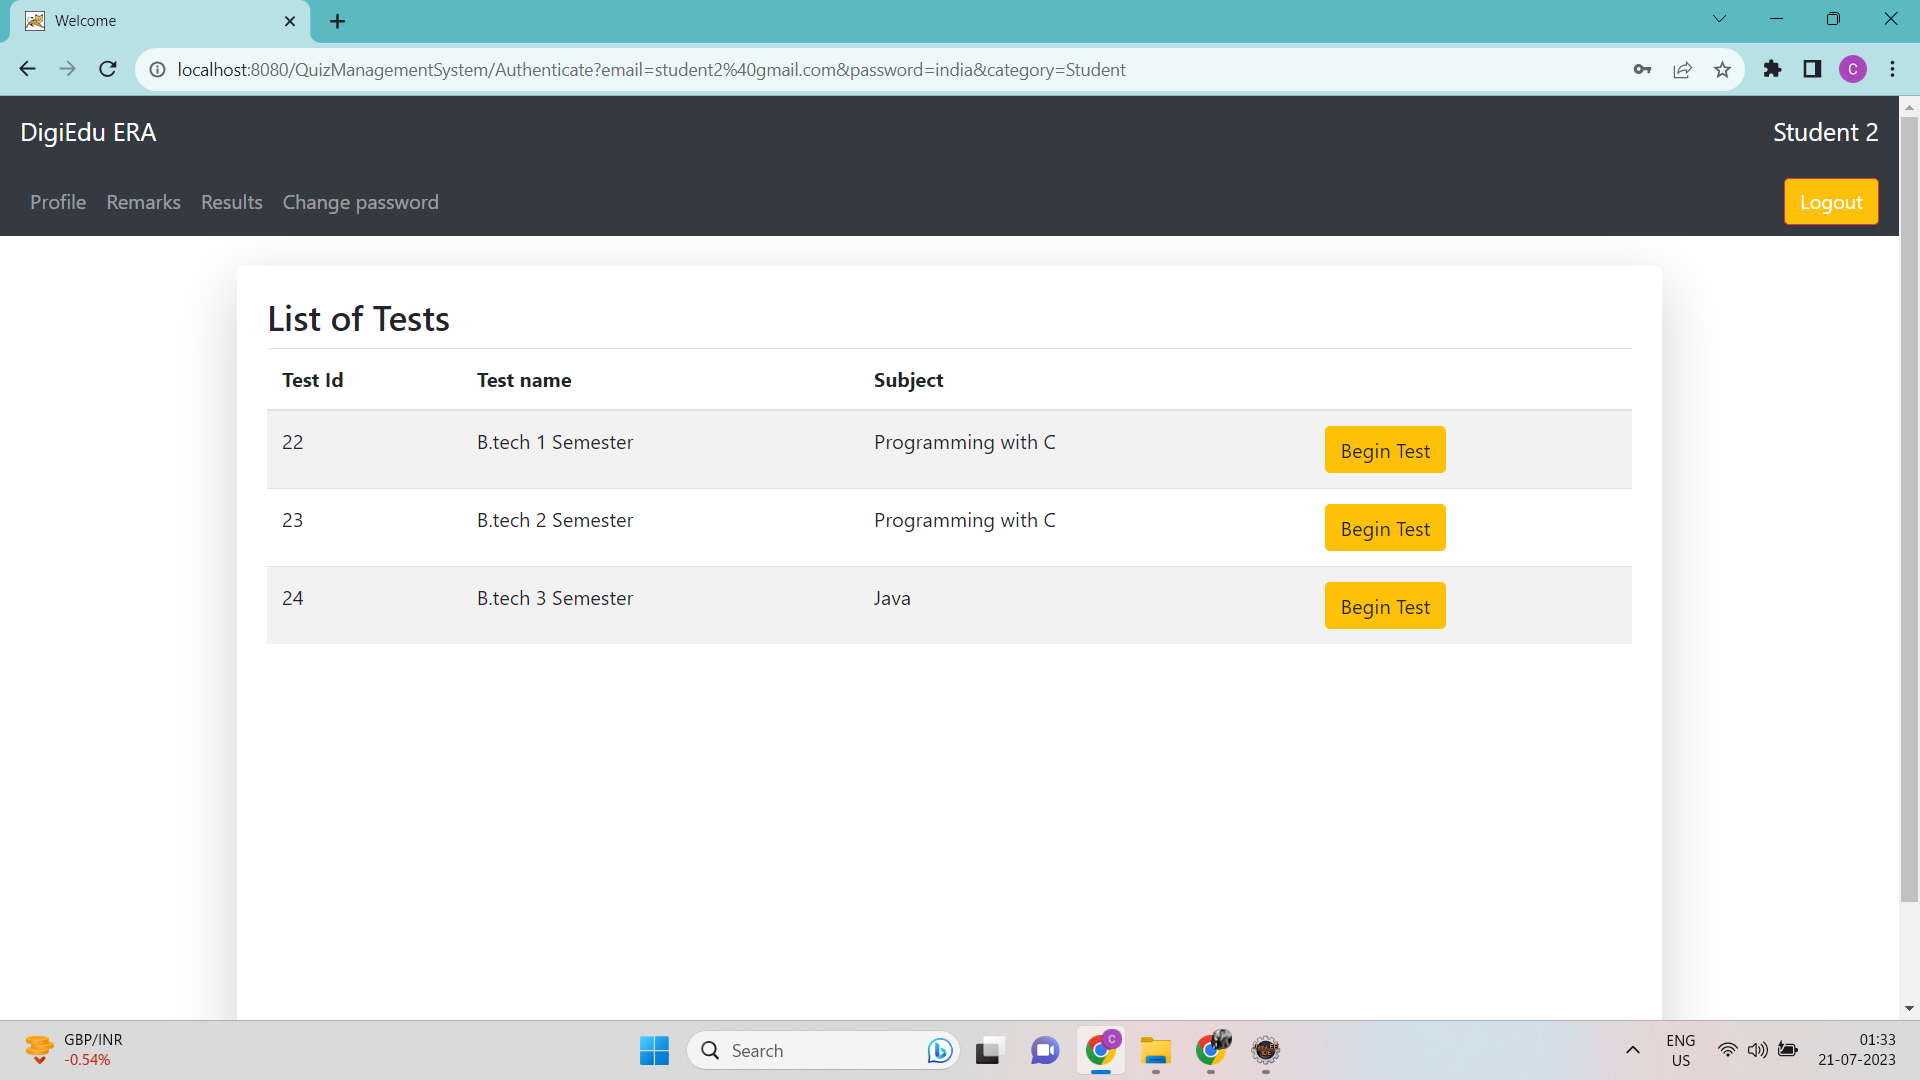 Welcome
localhost:8080/QuizManagementSystem/Authenticate?email=student2%40gmail.com&password=india&category=Student
C
DigiEdu ERA
Student 2
Profile Remarks Results Change password
Logout
List of Tests
Test Id Test name Subject
22 B.tech 1 Semester Programming with C Begin Test
23 B.tech 2 Semester Programming with C Begin Test
24 B.tech 3 Semester Java Begin Test
GBP/INR
-0.54%
Search
C
ENG
US
01:33
21-07-2023